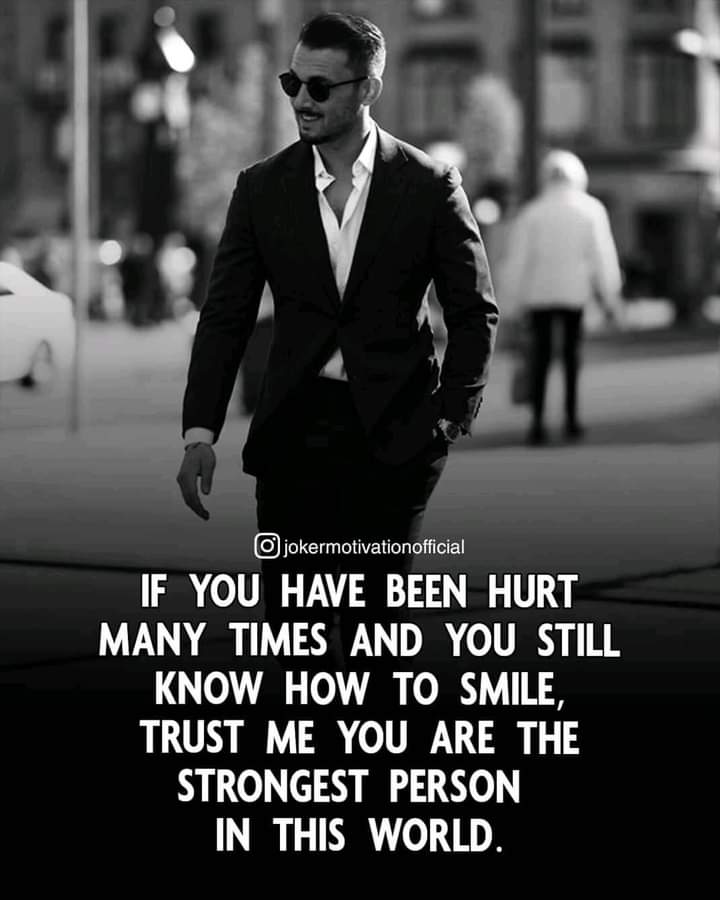 jokermotivationofficial
IF YOU HAVE BEEN HURT
MANY TIMES AND YOU STILL
KNOW HOW TO SMILE,
TRUST ME YOU ARE THE
STRONGEST PERSON
IN THIS WORLD.